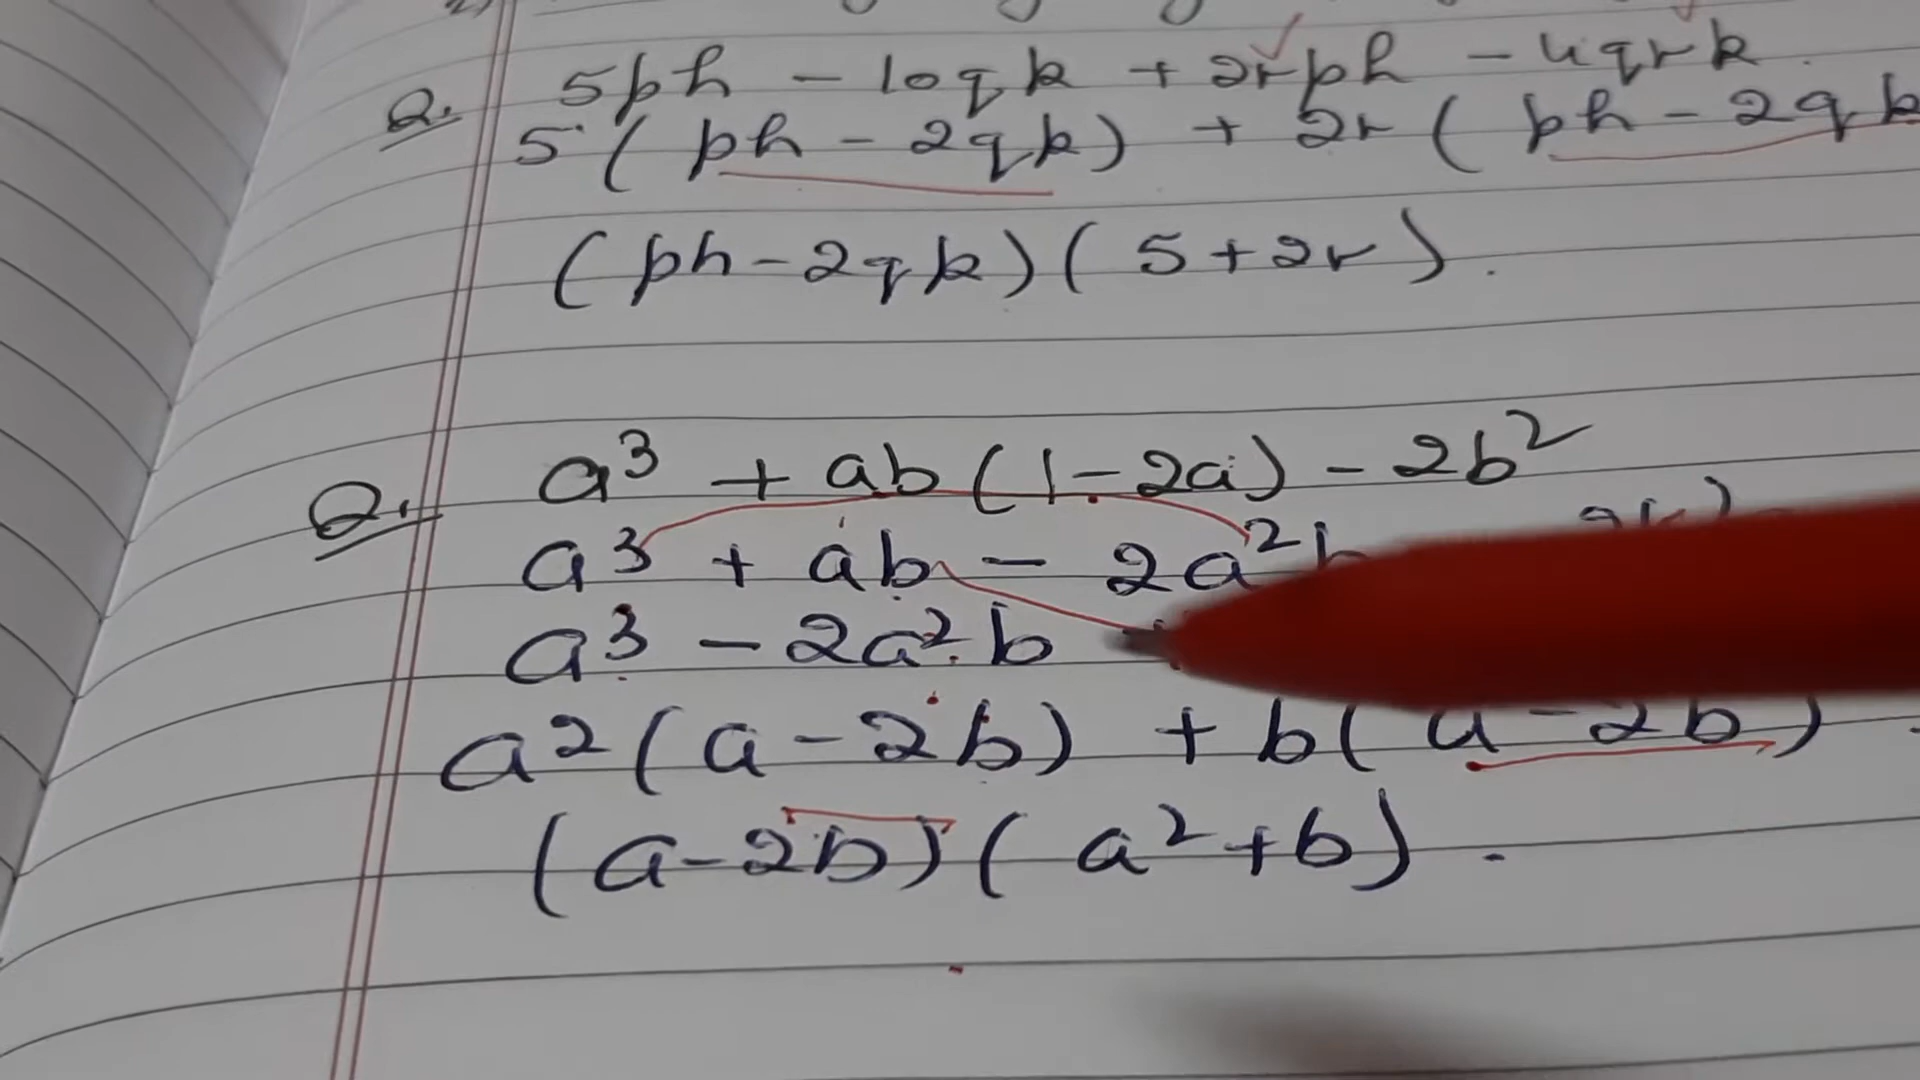 Q. 5ph - 10qk + 2rph - 4qrk.
5(ph - 2qk) + 2r(ph - 2qk
(ph - 2qk)(5 + 2r).
Q. a³ + ab(1 - 2a) - 2b²
a³ + ab - 2a²b
a³ - 2a²b
a²(a - 2b) + b(a - 2b).
(a - 2b)(a² + b).